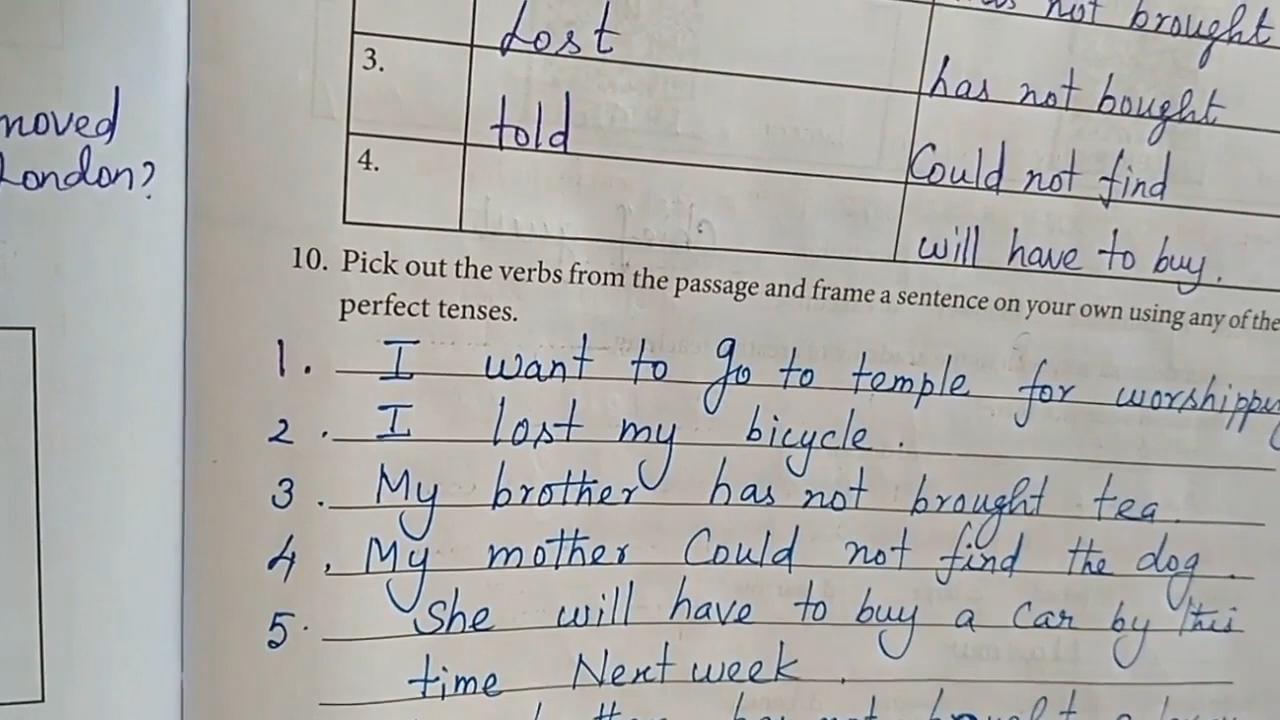 not brought
Lost
3.
has not bought
moved
told
London?
4.
Could not find
will have to buy.
10. Pick out the verbs from the passage and frame a sentence on your own using any of the
perfect tenses.
1. I want to go to temple for
2. I lost my bicycle.
3. My brother has not brought tea.
4. My mother Could not find the dog.
5. She will have to buy a car by this
time Next week.